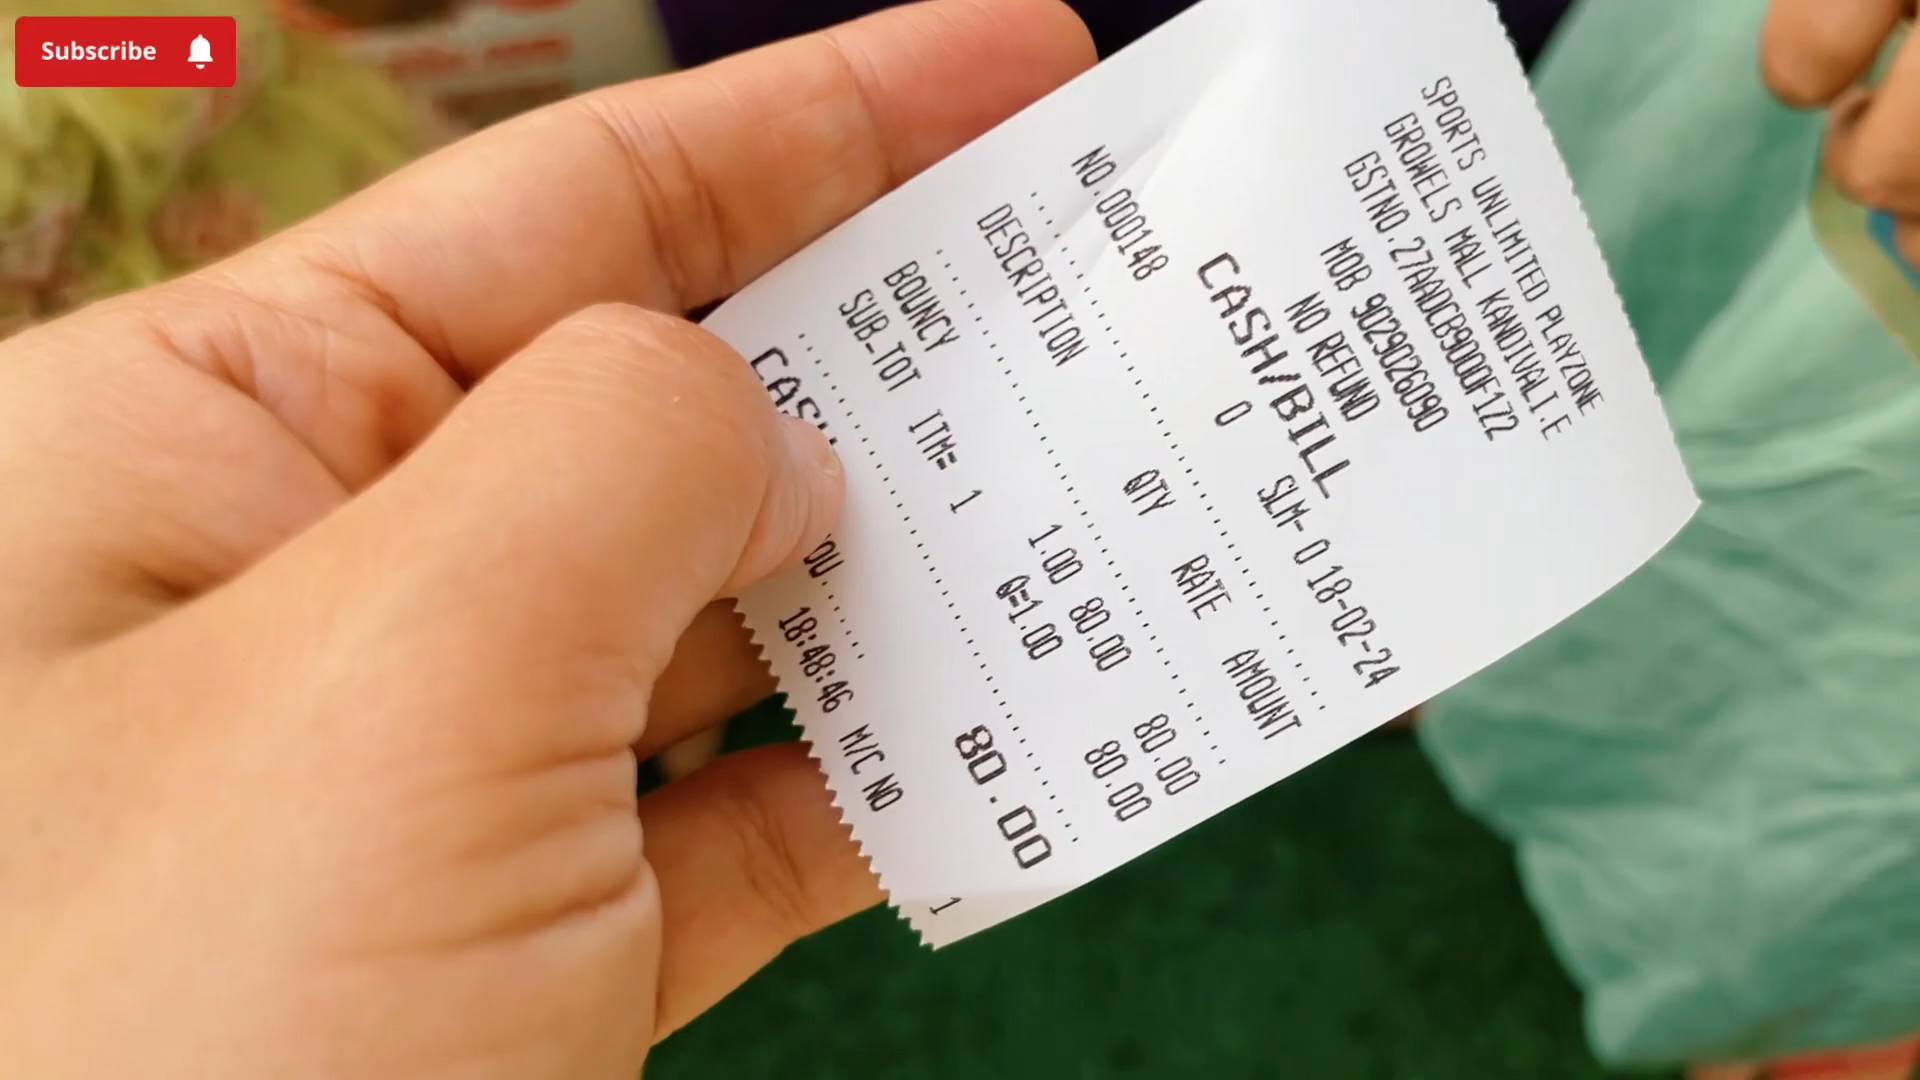 Subscribe
SPORTS UNLIMITED PLAYZONE
GROWELS MALL KANDIVALI.E
GSTNO.27AADCB9000F1Z2
MOB 9029026090
NO REFUND
CASH/BILL
NO.000148 0 SLM- 0 18-02-24
DESCRIPTION QTY RATE AMOUNT
BOUNCY 1.00 80.00 80.00
SUB_TOT ITM= 1 Q=1.00 80.00
80.00
18:48:46 M/C NO 1